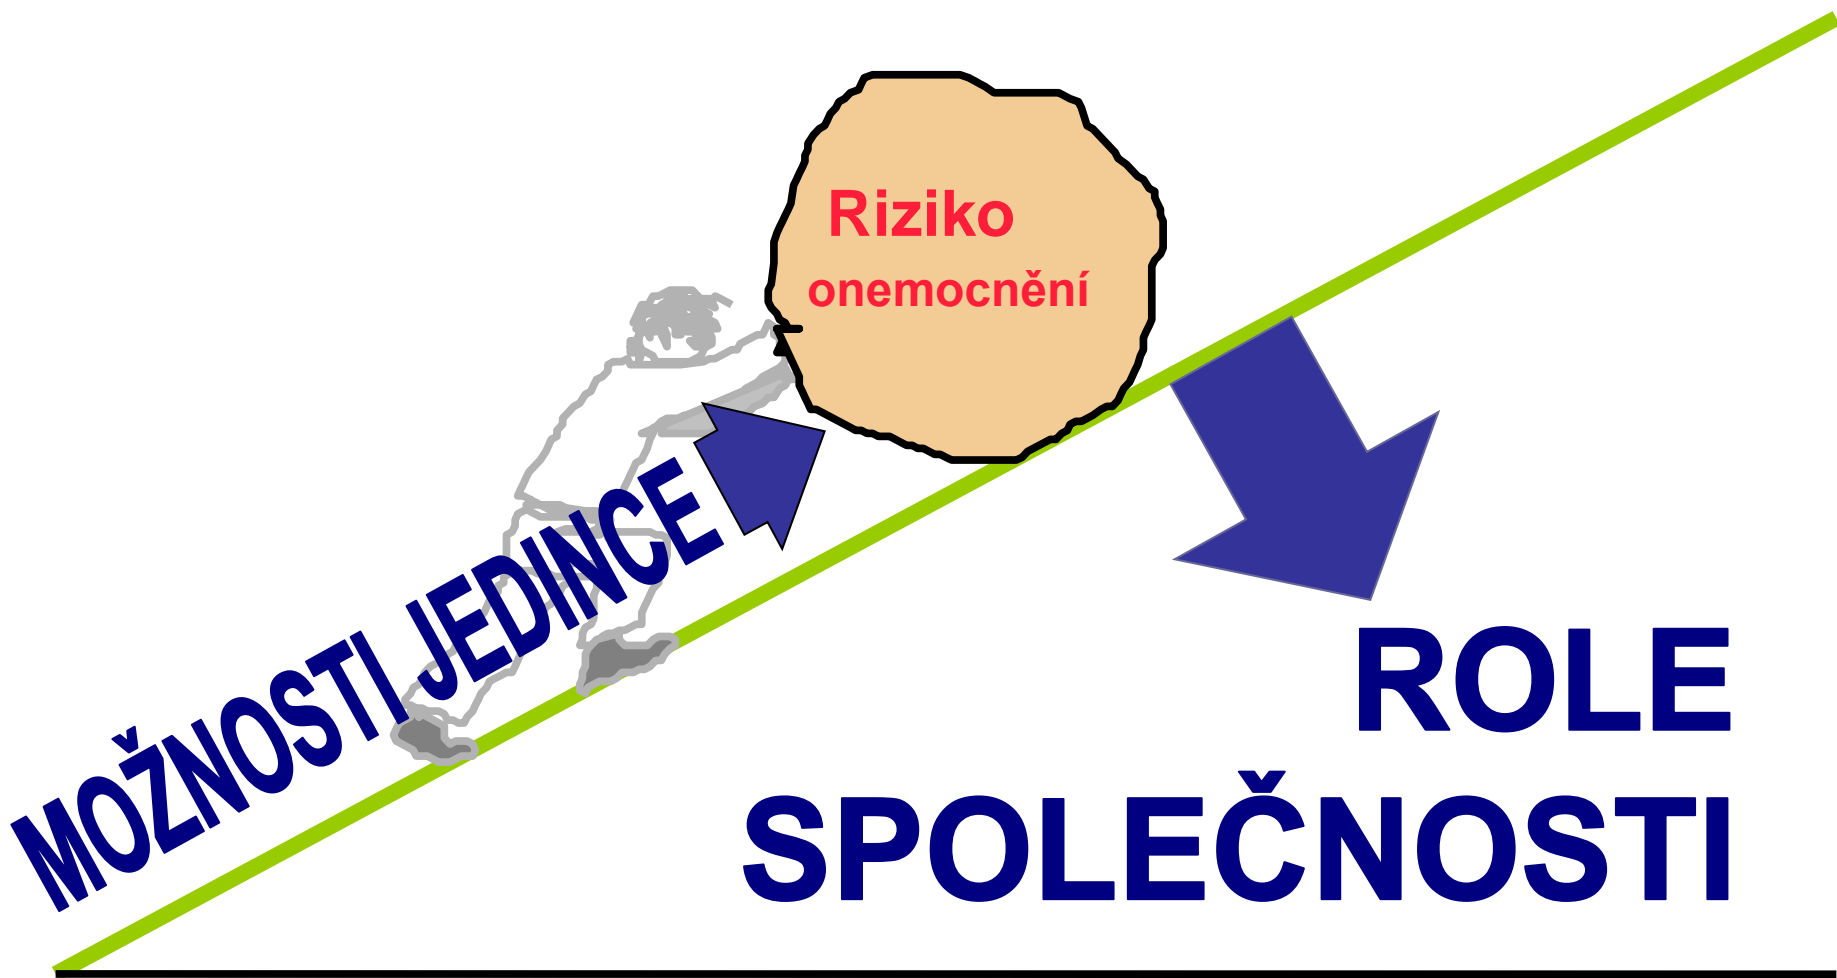 Riziko
onemocnění
MOŽNOSTI JEDINCE
ROLE
SPOLEČNOSTI